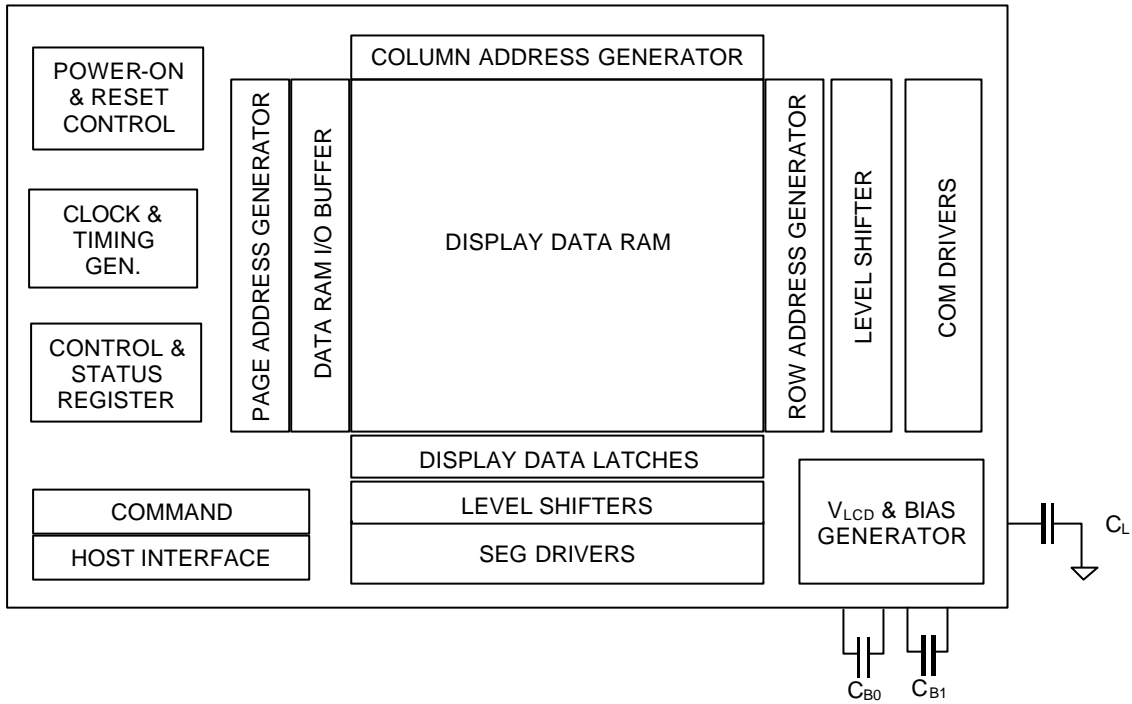 COLUMN ADDRESS GENERATOR
POWER-ON
& RESET
CONTROL
CLOCK &
TIMING
GEN.
CONTROL &
STATUS
REGISTER
PAGE ADDRESS GENERATOR
DATA RAM I/O BUFFER
DISPLAY DATA RAM
ROW ADDRESS GENERATOR
LEVEL SHIFTER
COM DRIVERS
DISPLAY DATA LATCHES
COMMAND
HOST INTERFACE
LEVEL SHIFTERS
SEG DRIVERS
VLCD & BIAS
GENERATOR
CL
CB0
CB1